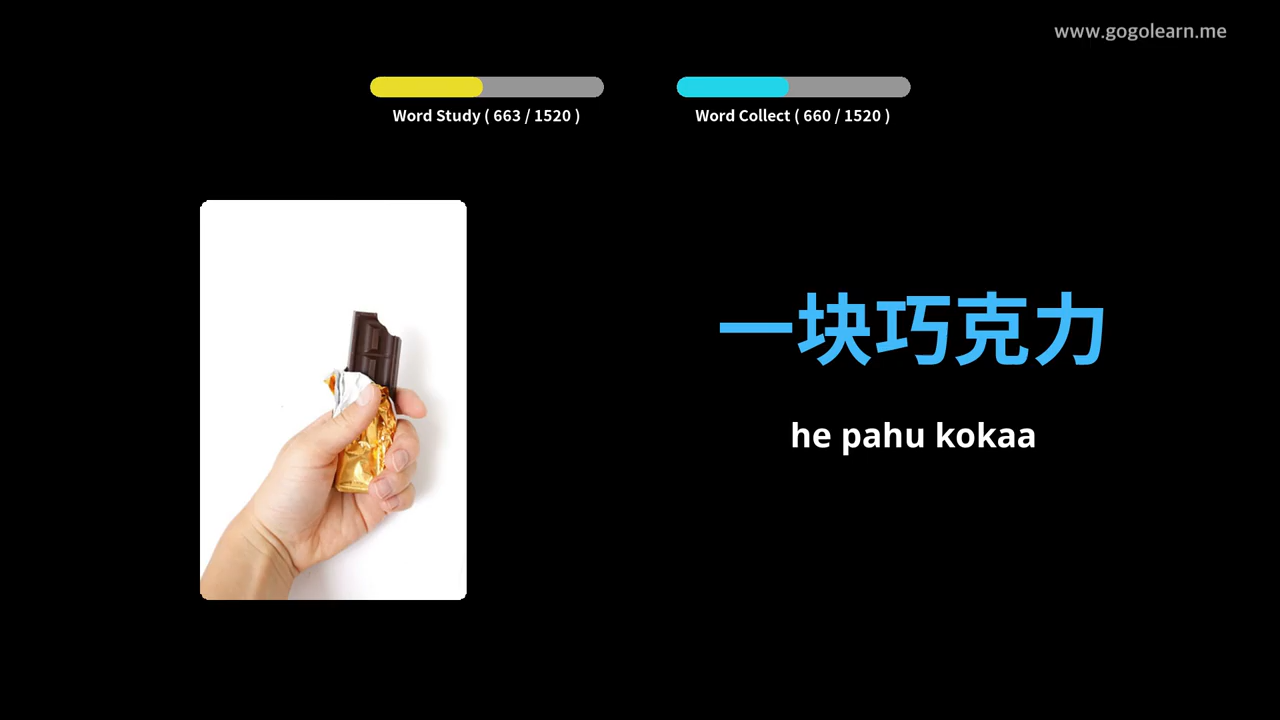 www.gogolearn.me
Word Study ( 663 / 1520 )
Word Collect ( 660 / 1520 )
一块巧克力
he pahu kokaa